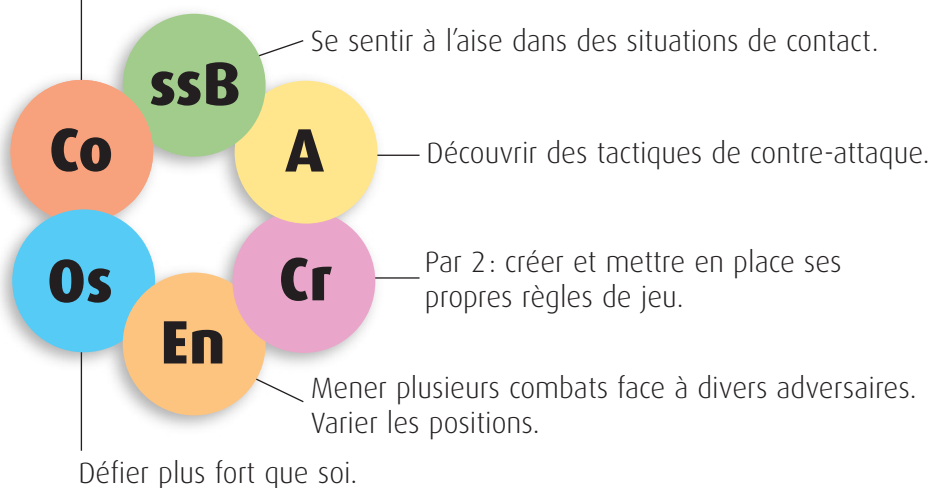 ssB
Se sentir à l’aise dans des situations de contact.
Co
A
Découvrir des tactiques de contre-attaque.
Os
Cr
Par 2: créer et mettre en place ses
propres règles de jeu.
En
Mener plusieurs combats face à divers adversaires.
Varier les positions.
Défier plus fort que soi.